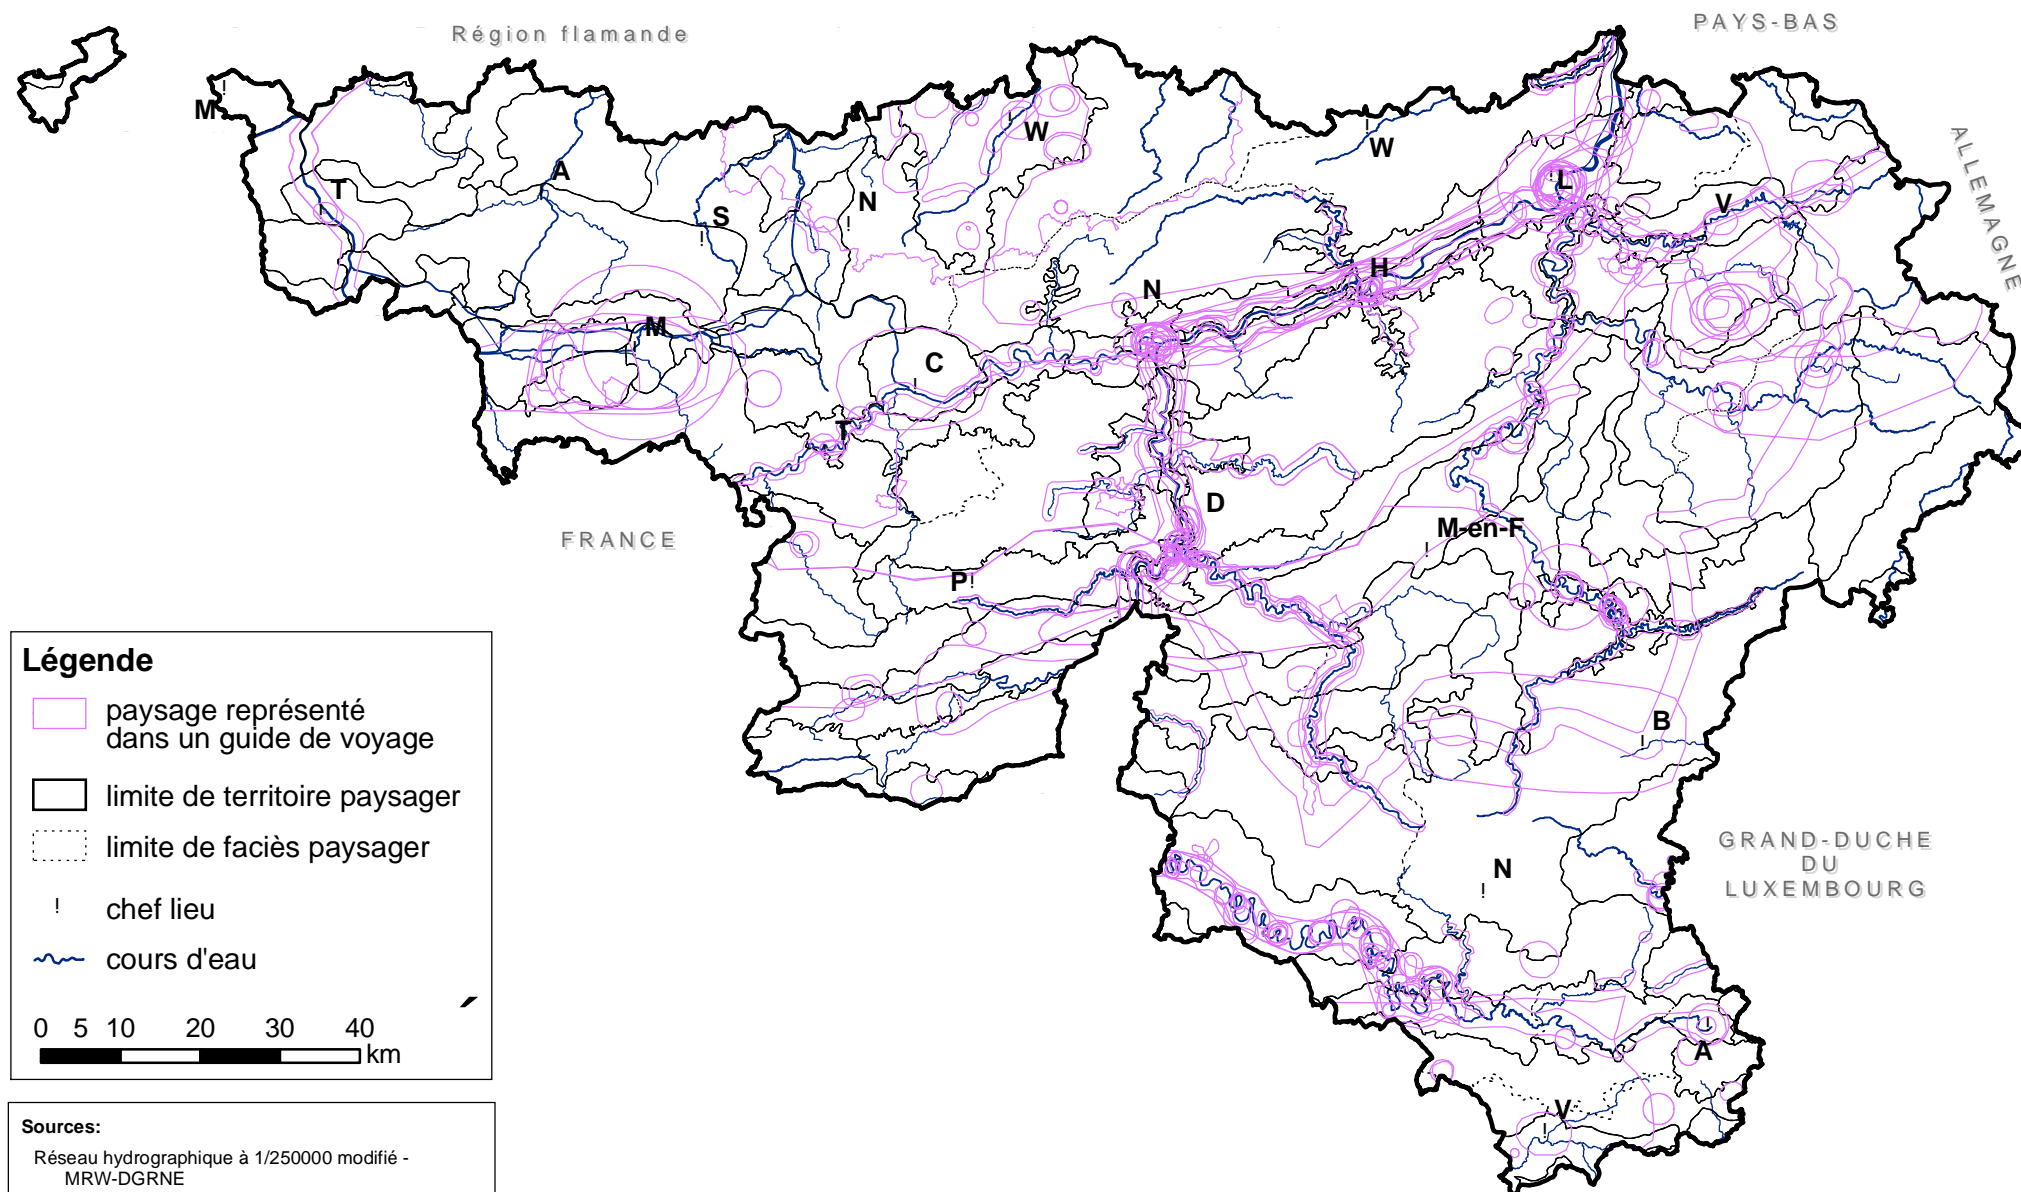 Région flamande
PAYS-BAS
ALLEMAGNE
M
T
A
S
N
W
W
L
V
H
N
M
C
T
D
M-en-F
P
B
N
A
V
FRANCE
GRAND-DUCHE
DU
LUXEMBOURG
Légende
paysage représenté
dans un guide de voyage
limite de territoire paysager
limite de faciès paysager
! chef lieu
cours d'eau
0 5 10 20 30 40
km
Sources:
Réseau hydrographique à 1/250000 modifié -
MRW-DGRNE